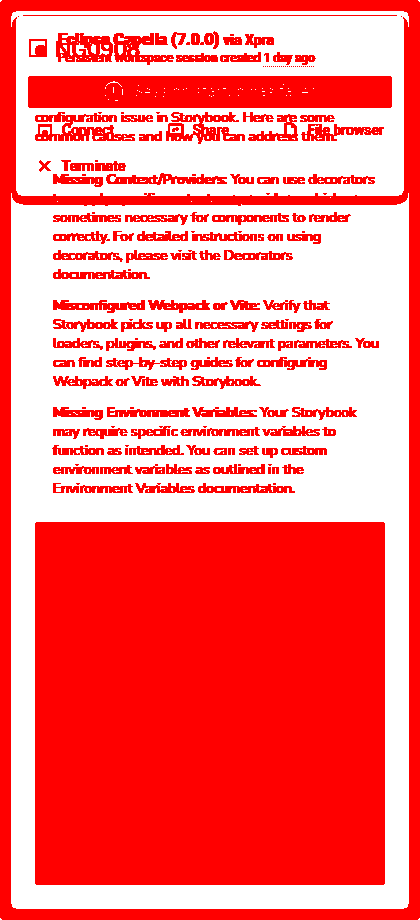 Eclipse Capella (7.0.0) via Xpra
NG0908
Persistent workspace session created 1 day ago
configuration issue in Storybook. Here are some
Connect
Share
File browser
common causes and how you can address them:
Terminate
Missing Context/Providers: You can use decorators
sometimes necessary for components to render
correctly. For detailed instructions on using
decorators, please visit the Decorators
documentation.
Misconfigured Webpack or Vite: Verify that
Storybook picks up all necessary settings for
loaders, plugins, and other relevant parameters. You
can find step-by-step guides for configuring
Webpack or Vite with Storybook.
Missing Environment Variables: Your Storybook
may require specific environment variables to
function as intended. You can set up custom
environment variables as outlined in the
Environment Variables documentation.